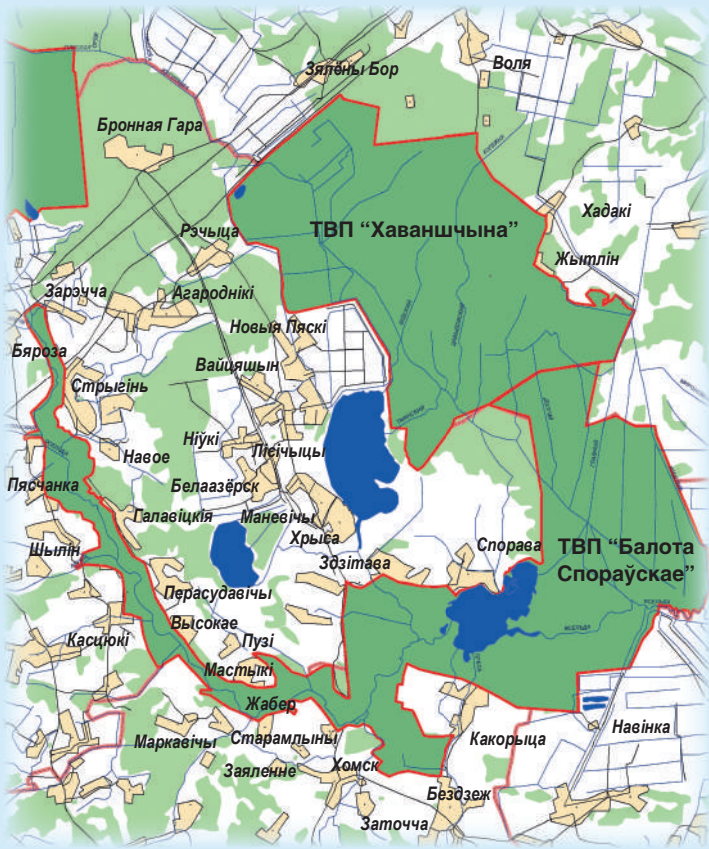 Зялёны Бор
Воля
Бронная Гара
Хадакі
Рэчыца
ТВП “Хаваншчына”
Жытлін
Зарэчча
Агароднікі
Новыя Пяскі
Бяроза
Вайцяшын
Стрыгінь
Ніўкі
Лісічыцы
Навое
Пясчанка
Белаазёрск
Галавіцкія
Маневічы
Хрыса
Спорава
ТВП “Балота
Спораўскае”
Шылін
Здзітава
Перасудавічы
Высокае
Касцюкі
Пузі
Мастыкі
Жабер
Навінка
Маркавічы
Старамлыны
Какорыца
Заяленне
Хомск
Бездзеж
Заточча